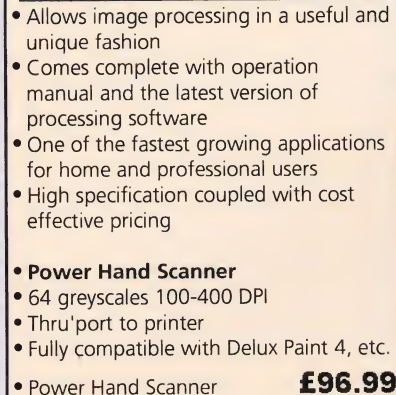 • Allows image processing in a useful and
unique fashion
• Comes complete with operation
manual and the latest version of
processing software
• One of the fastest growing applications
for home and professional users
• High specification coupled with cost
effective pricing
• Power Hand Scanner
• 64 greyscales 100-400 DPI
• Thru'port to printer
• Fully compatible with Delux Paint 4, etc.
• Power Hand Scanner £96.99